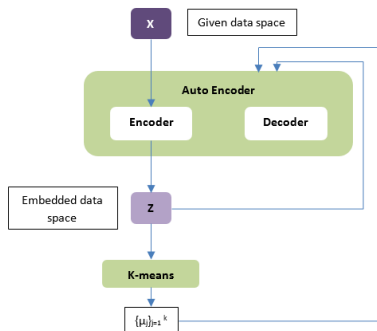 X
Given data space
Auto Encoder
Encoder
Decoder
Embedded data
space
Z
K-means
{μⱼ}ⱼ₌₁ ᵏ